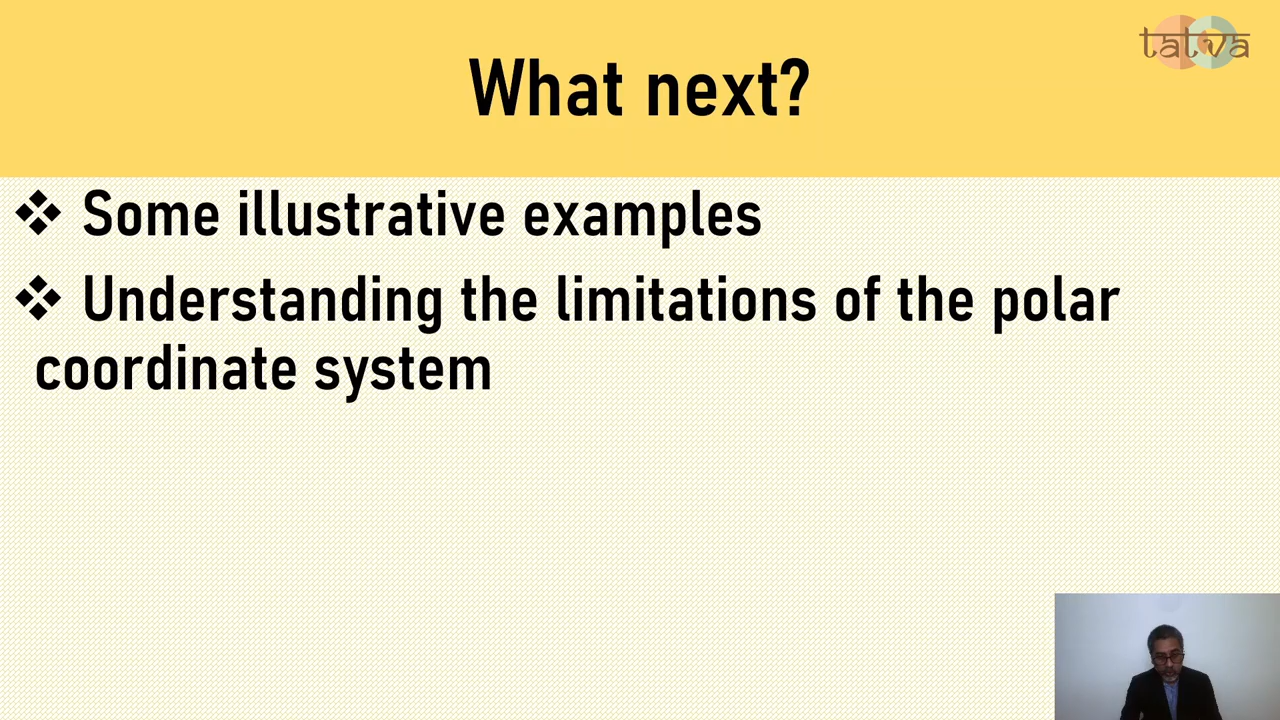 tatva
What next?
❖ Some illustrative examples
❖ Understanding the limitations of the polar
coordinate system